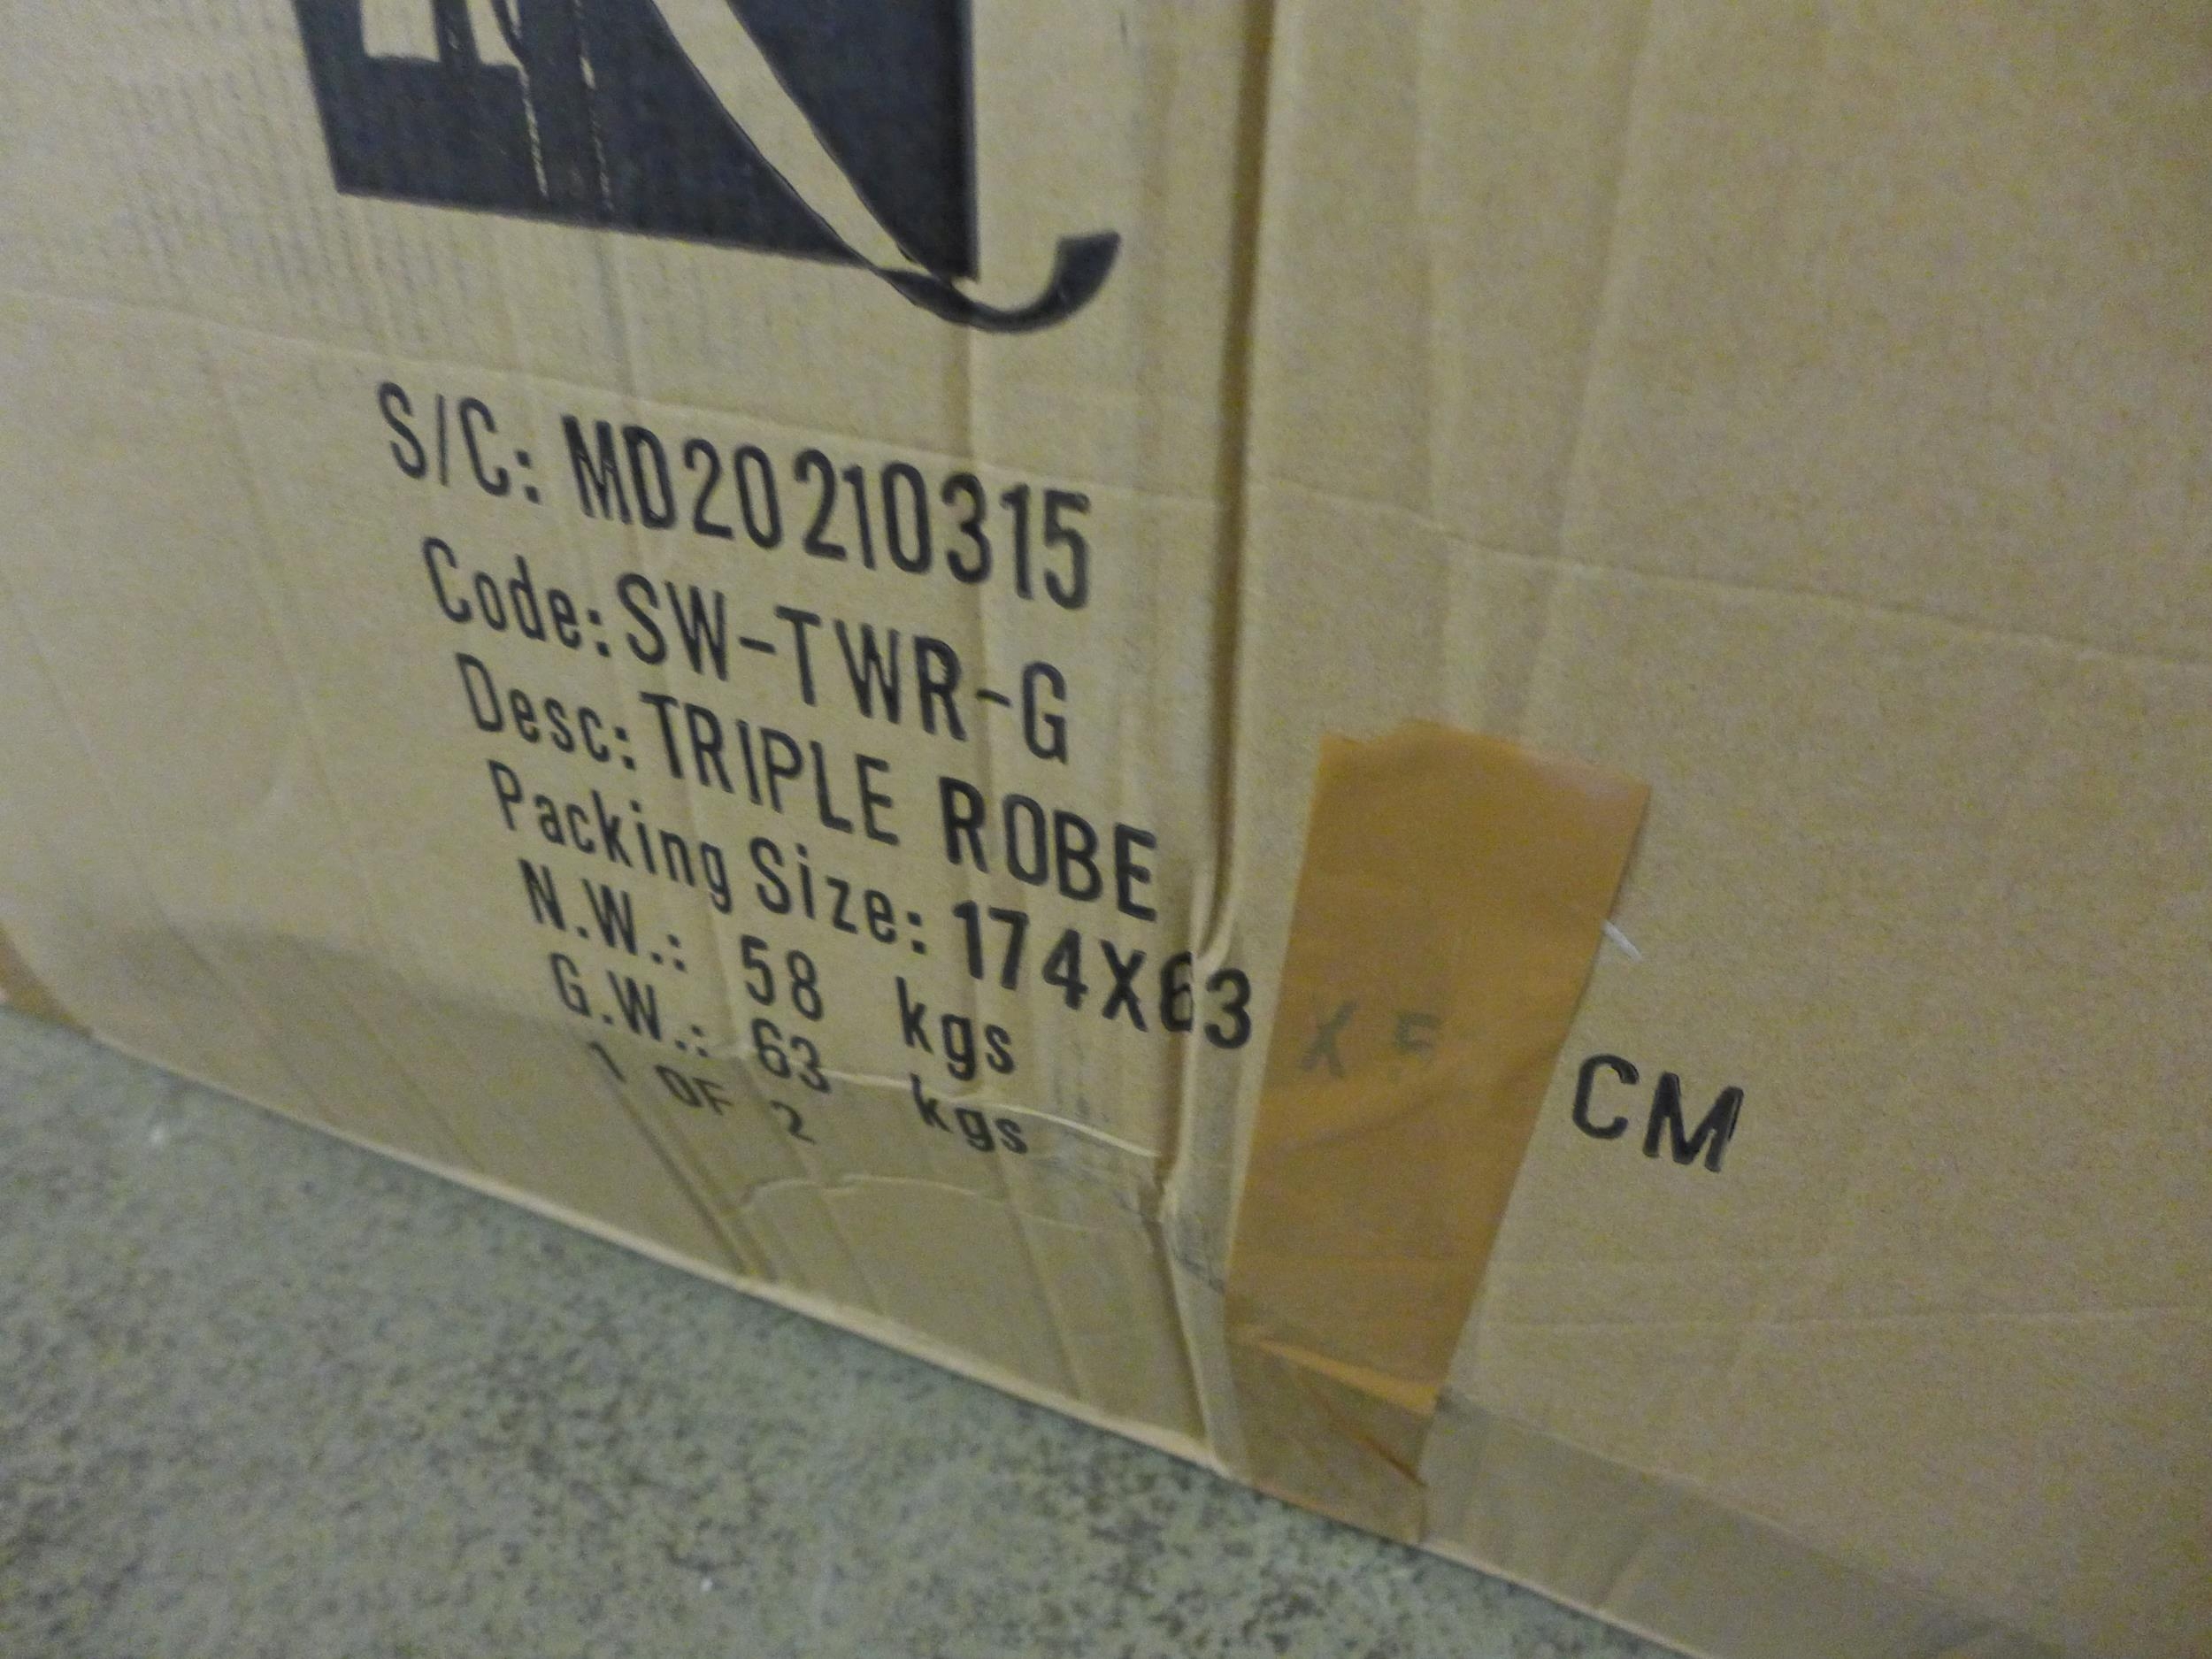 S/C: MD20210315
Code: SW-TWR-G
Desc: TRIPLE ROBE
Packing Size: 174X63 CM
N.W.: 58 kgs
G.W.: 63 kgs
1 OF 2